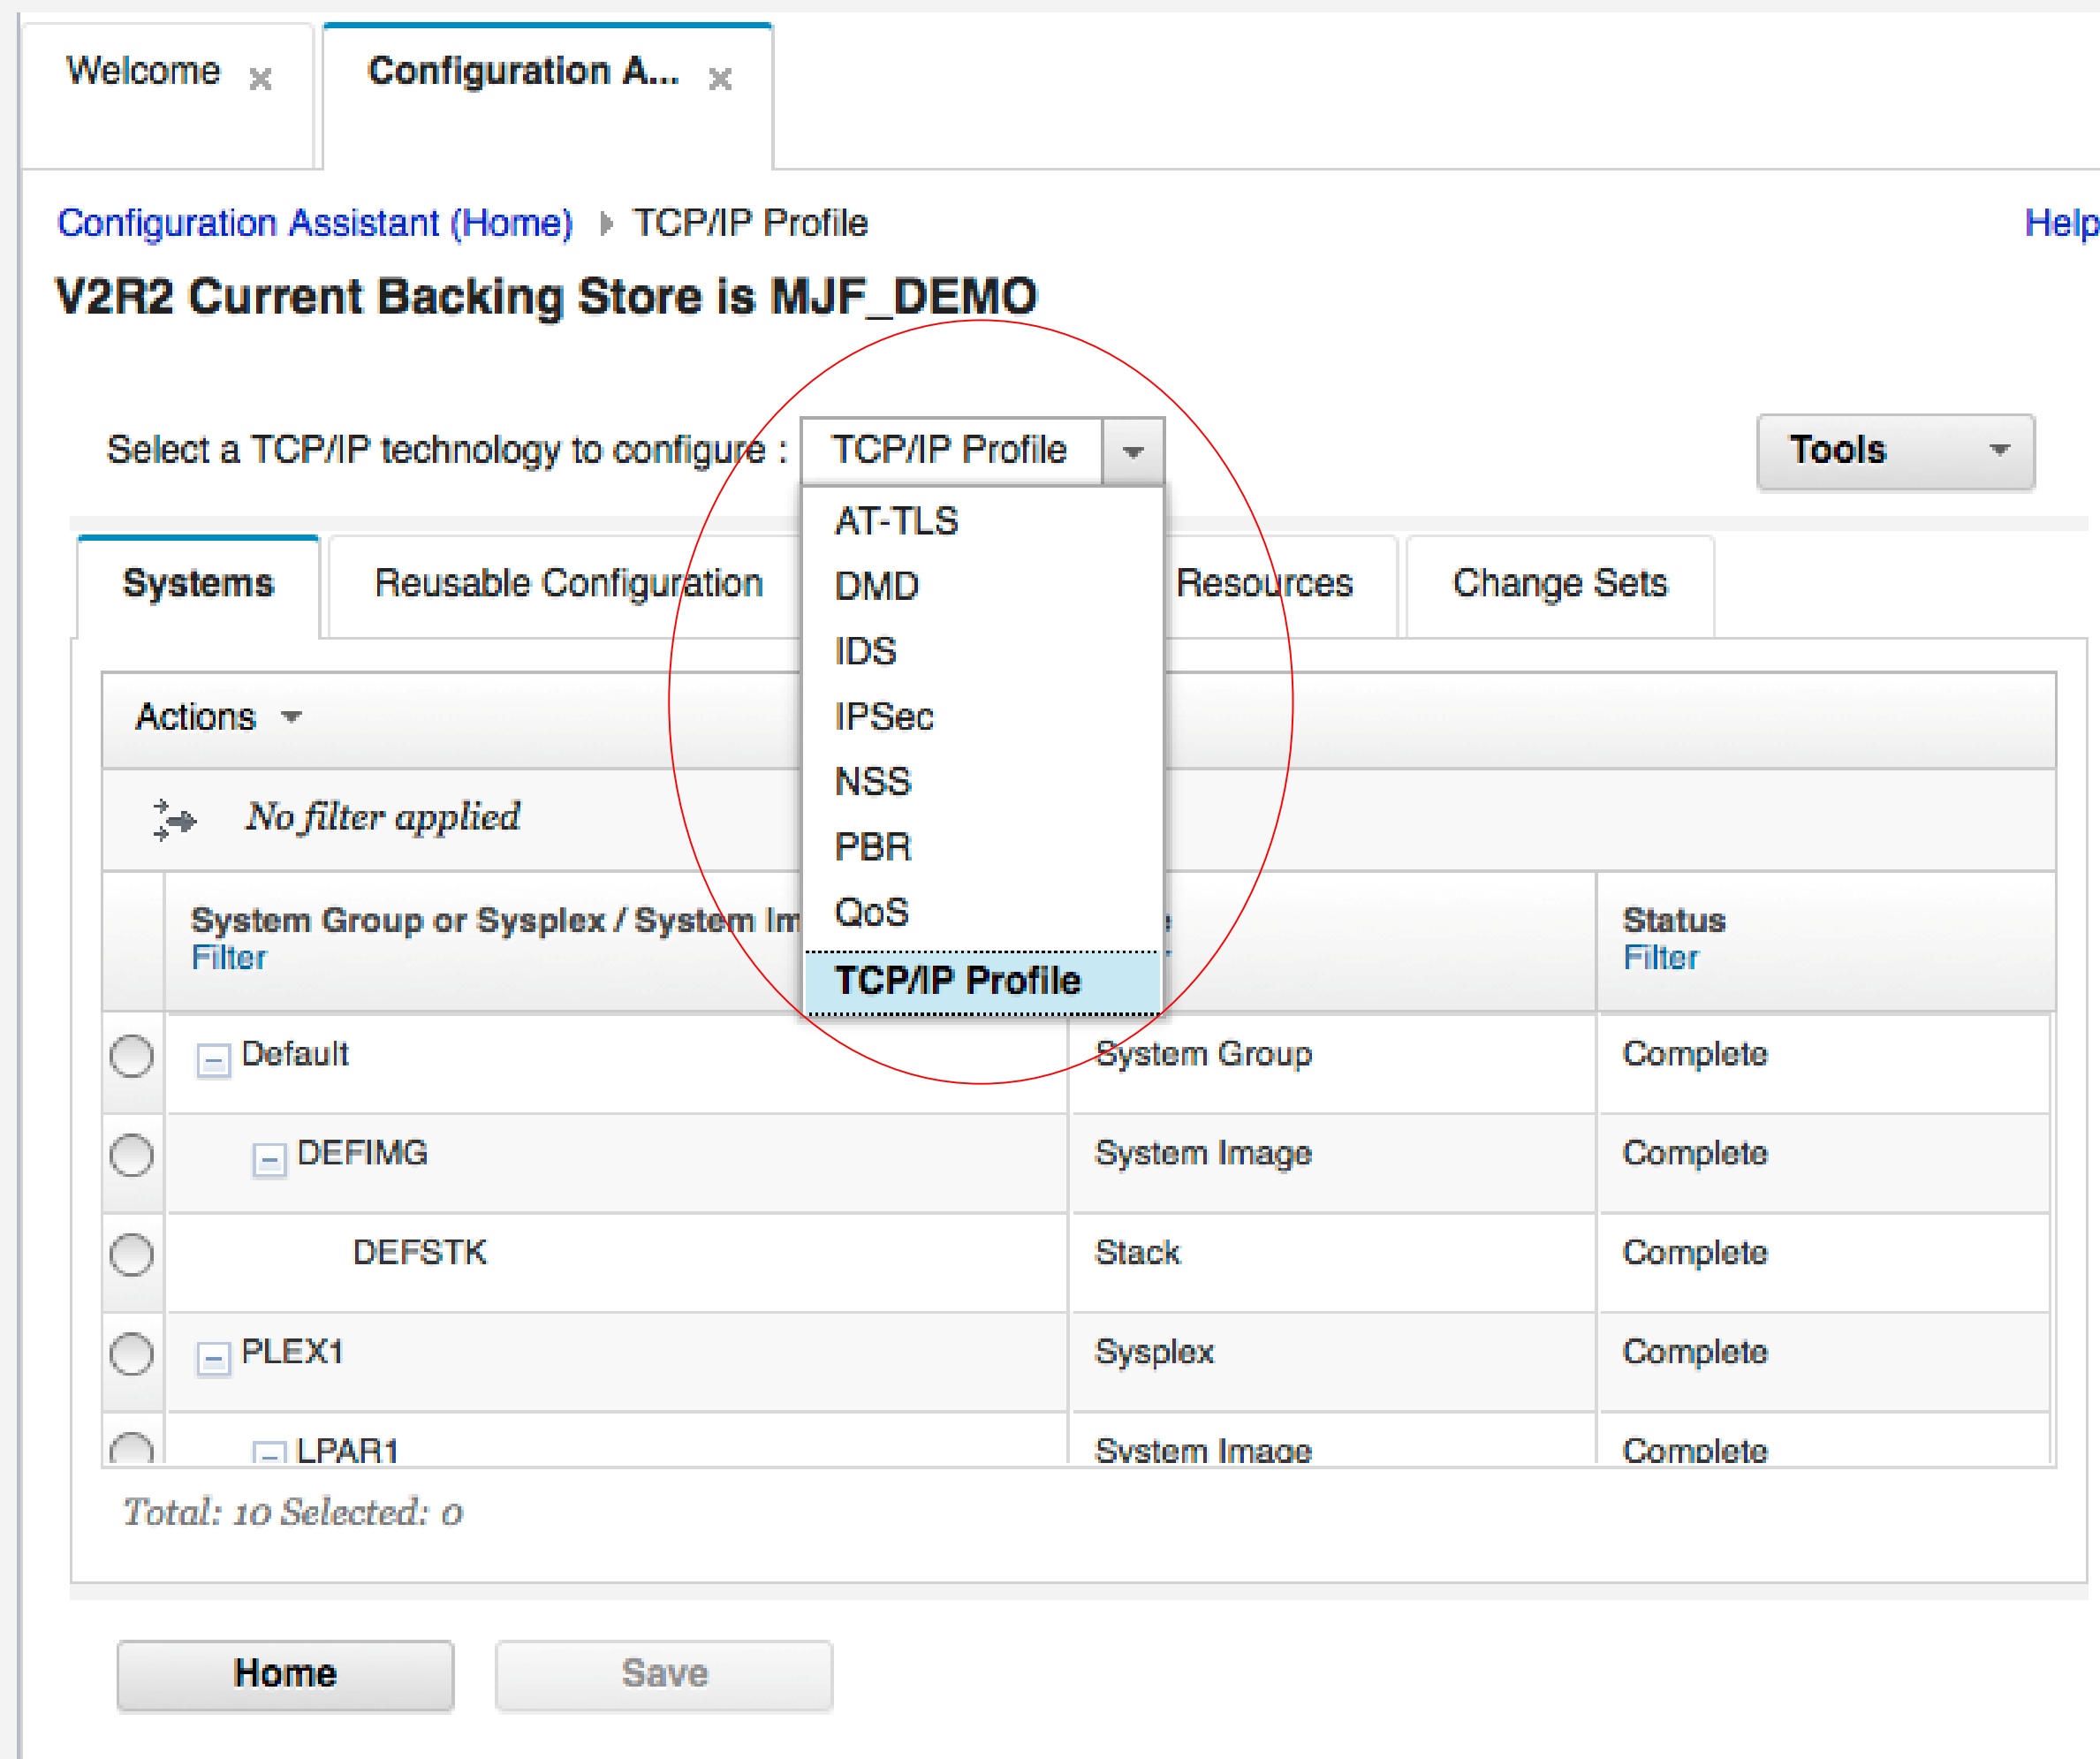 Welcome
Configuration A...
Configuration Assistant (Home) TCP/IP Profile
Help
V2R2 Current Backing Store is MJF_DEMO
Select a TCP/IP technology to configure : TCP/IP Profile
Tools
AT-TLS
DMD
IDS
IPSec
NSS
PBR
QoS
TCP/IP Profile
Systems
Reusable Configuration
Resources
Change Sets
Actions
No filter applied
System Group or Sysplex / System Im
Filter
Status
Filter
Default System Group Complete
DEFIMG System Image Complete
DEFSTK Stack Complete
PLEX1 Sysplex Complete
LPAR1 System Image Complete
Total: 10 Selected: 0
Home
Save